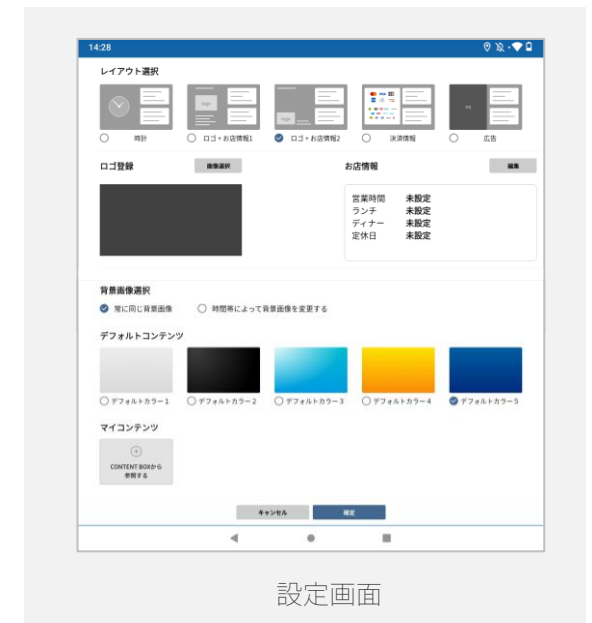 14:28
レイアウト選択
logo
logo
VISA
PR
時計
ロゴ+お店情報1
ロゴ+お店情報2
決済情報
広告
ロゴ登録
画像選択
お店情報
編集
営業時間 未設定
ランチ 未設定
ディナー 未設定
定休日 未設定
背景画像選択
常に同じ背景画像
時間帯によって背景画像を変更する
デフォルトコンテンツ
デフォルトカラー1
デフォルトカラー2
デフォルトカラー3
デフォルトカラー4
デフォルトカラー5
マイコンテンツ
CONTENT BOXから
参照する
キャンセル
確定
設定画面